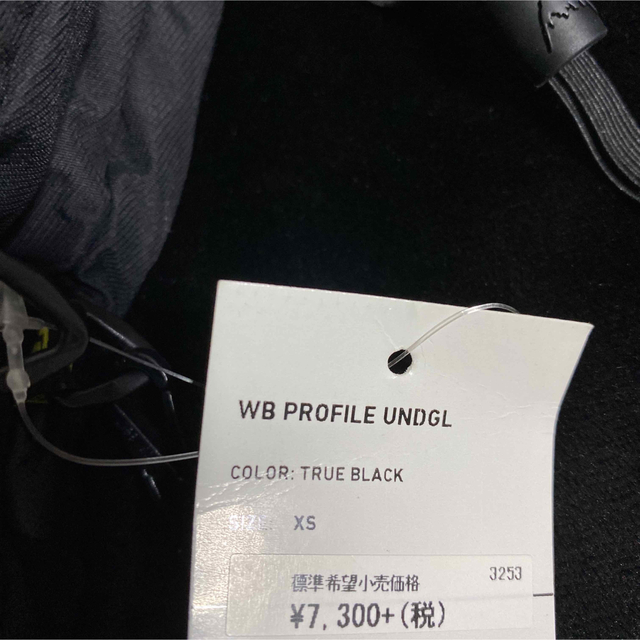 WB PROFILE UNDGL
COLOR: TRUE BLACK
SIZE: XS
標準希望小売価格 3253
¥7,300+(税)